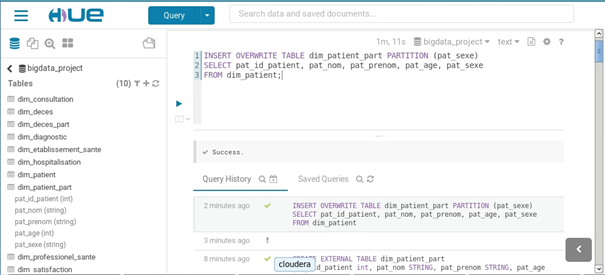 HUE
Query
Search data and saved documents...
1m, 11s bigdata_project text ?
bigdata_project
Tables (10)
dim_consultation
dim_deces
dim_deces_part
dim_diagnostic
dim_etablissement_sante
dim_hospitalisation
dim_patient
dim_patient_part
pat_id_patient (int)
pat_nom (string)
pat_prenom (string)
pat_age (int)
pat_sexe (string)
dim_professionel_sante
dim_satisfaction
1 INSERT OVERWRITE TABLE dim_patient_part PARTITION (pat_sexe)
2 SELECT pat_id_patient, pat_nom, pat_prenom, pat_age, pat_sexe
3 FROM dim_patient;
Success.
Query History Saved Queries
2 minutes ago INSERT OVERWRITE TABLE dim_patient_part PARTITION (pat_sexe)
SELECT pat_id_patient, pat_nom, pat_prenom, pat_age, pat_sexe
FROM dim_patient
3 minutes ago !
8 minutes ago EXTERNAL TABLE dim_patient_part
int, pat_nom STRING, pat_prenom STRING, pat_age
cloudera